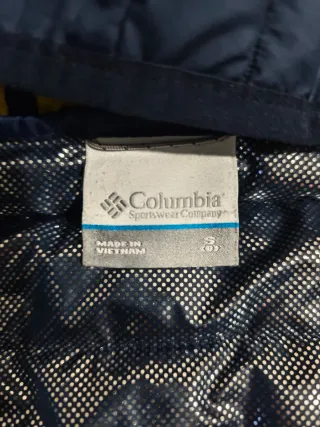 Columbia
Sportswear Company
MADE IN
VIETNAM
S